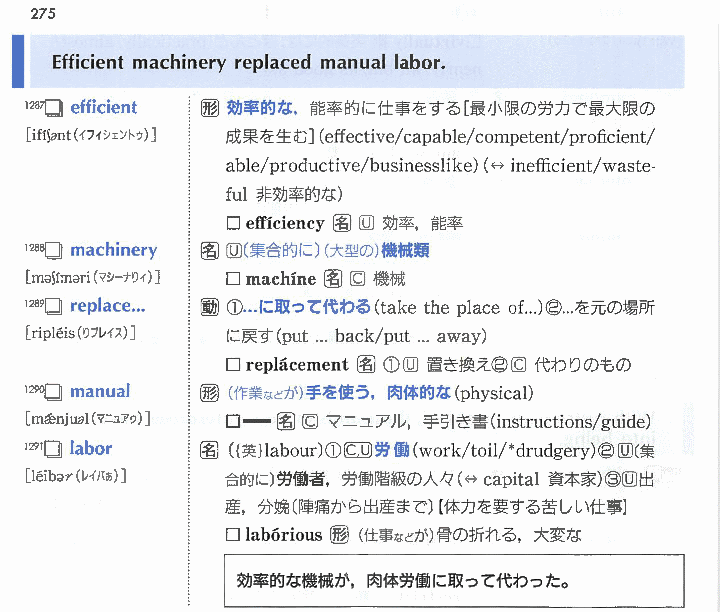 275
Efficient machinery replaced manual labor.
1287 □ efficient 形 効率的な，能率的に仕事をする[最小限の労力で最大限の
[ifíʃənt(イフィシェントゥ)] 成果を生む](effective/capable/competent/proficient/
able/productive/businesslike)(↔ inefficient/waste-
ful 非効率的な)
□ effíciency 名 U 効率，能率
1288 □ machinery 名 U(集合的に)(大型の)機械類
[məʃíːnəri(マシーナリィ)] □ machíne 名 C 機械
1289 □ replace... 動 ①...に取って代わる(take the place of...)②...を元の場所
[ripléis(リプレイス)] に戻す(put ... back/put ... away)
□ replácement 名 ①U 置き換え②C 代わりのもの
1290 □ manual 形 (作業などが)手を使う，肉体的な(physical)
[mǽnjuəl(マニュアゥ)] □━ 名 C マニュアル，手引き書(instructions/guide)
1291 □ labor 名 ({英}labour)①C,U労働(work/toil/*drudgery)②U(集
[léibər(レイバぁ)] 合的に)労働者，労働階級の人々(↔ capital 資本家)③U出
産，分娩(陣痛から出産まで)【体力を要する苦しい仕事】
□ labórious 形 (仕事などが)骨の折れる，大変な
効率的な機械が，肉体労働に取って代わった。